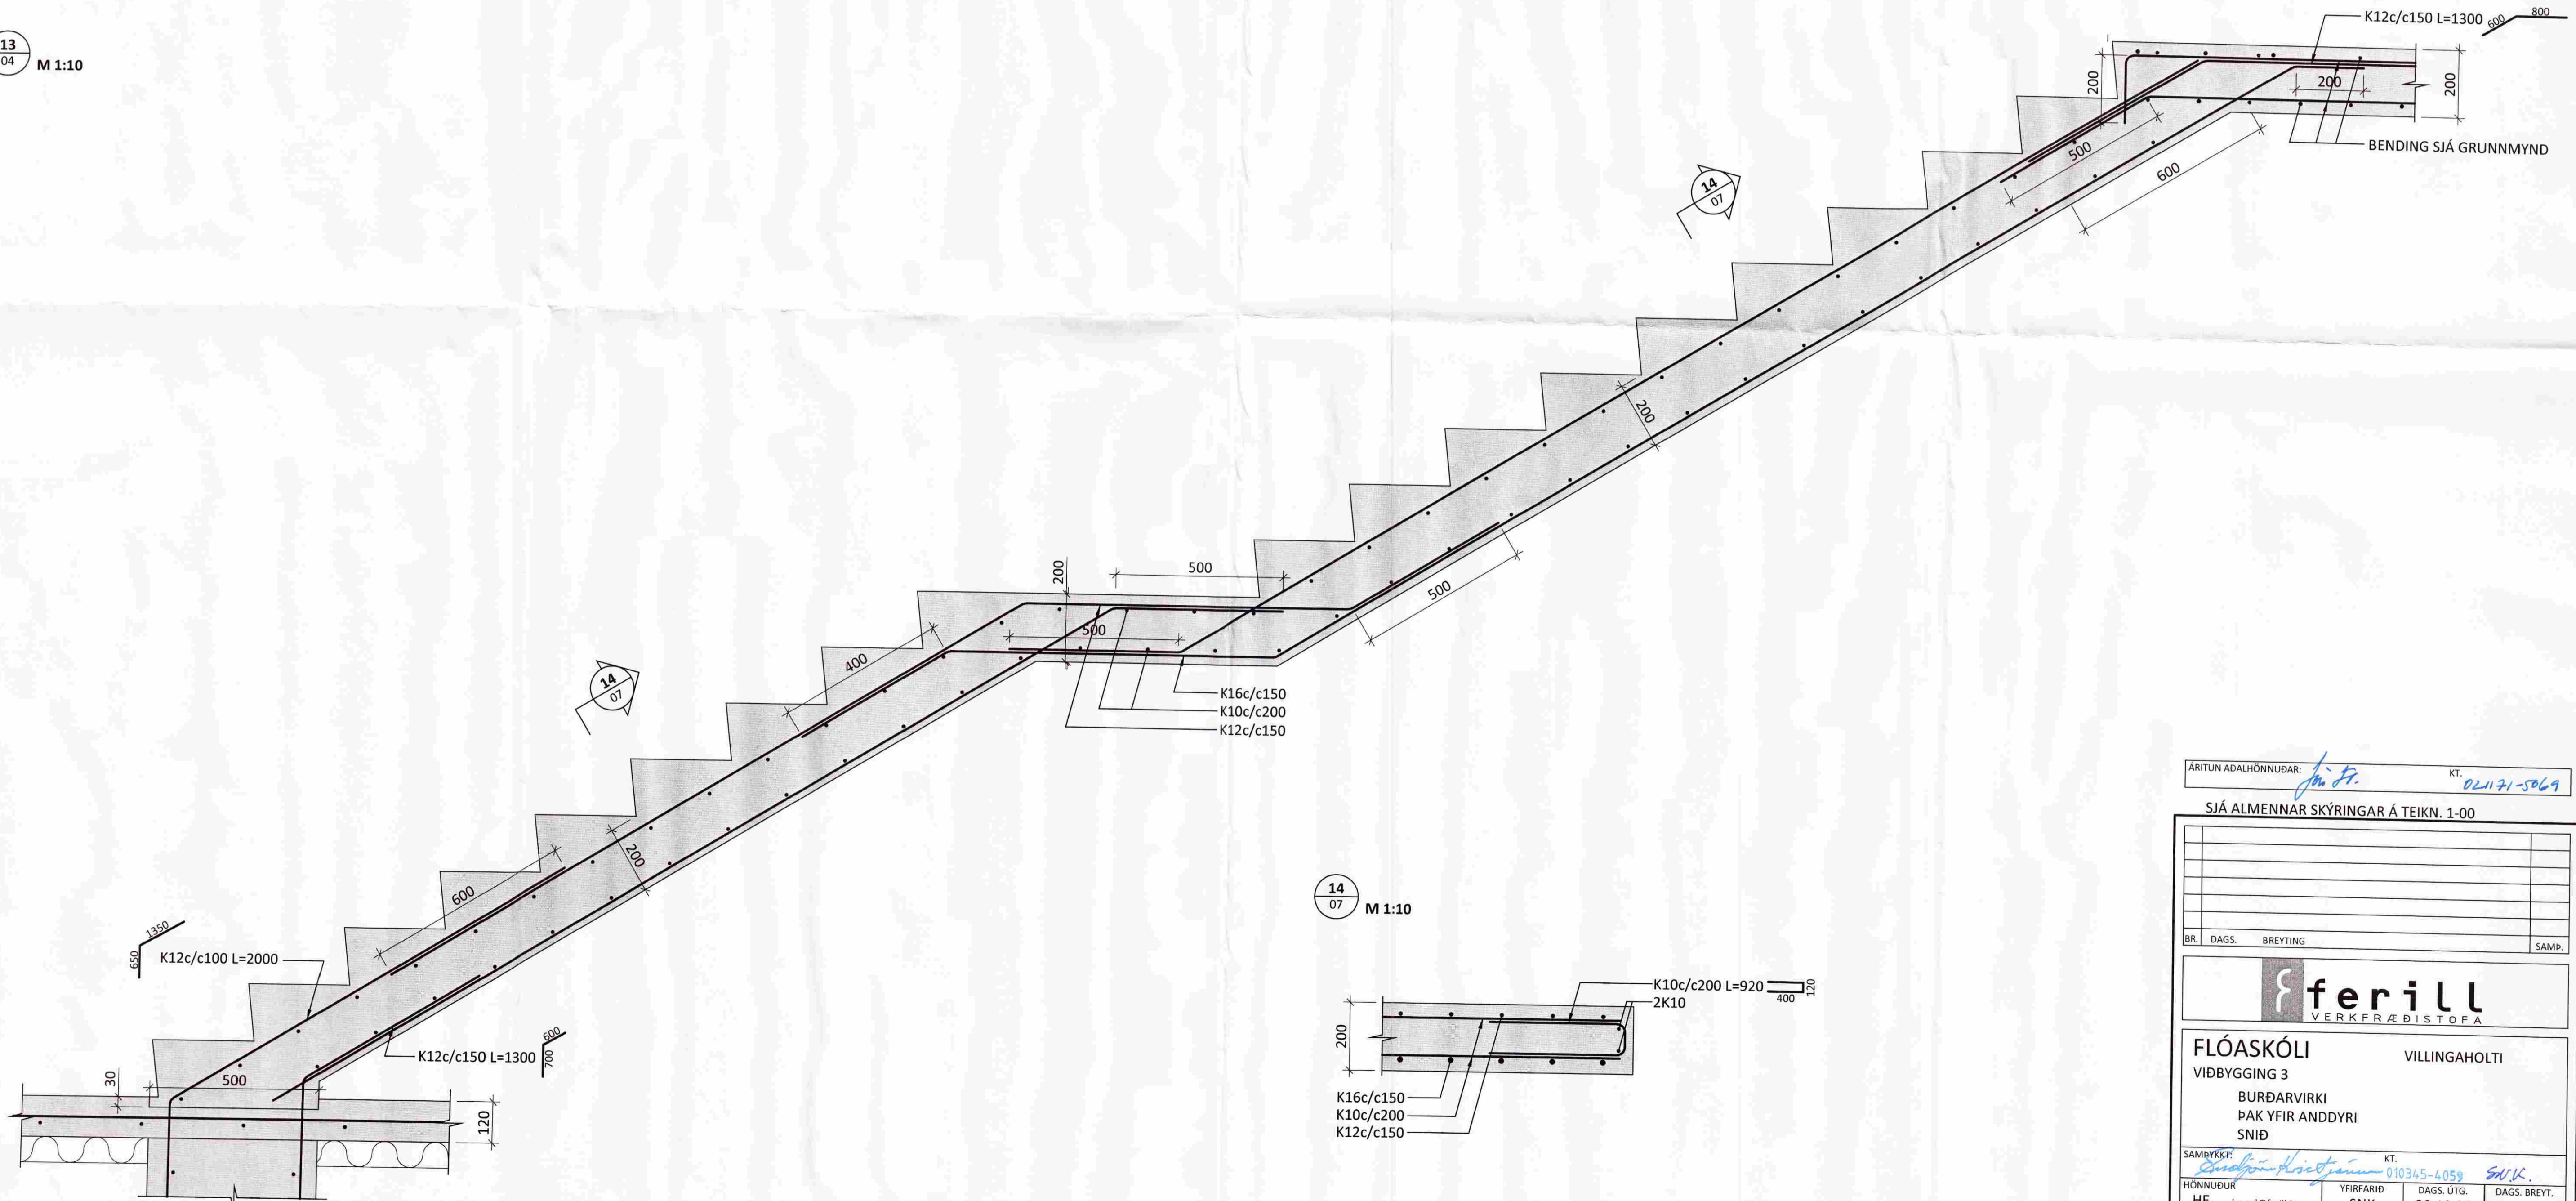 13
04
M 1:10
K12c/c150 L=1300
600
800
200
200
200
BENDING SJÁ GRUNNMYND
500
600
14
07
200
500
200
500
500
400
14
07
K16c/c150
K10c/c200
K12c/c150
200
600
1350
650
K12c/c100 L=2000
K12c/c150 L=1300
600
700
30
500
120
14
07
M 1:10
K10c/c200 L=920
400
120
2K10
200
K16c/c150
K10c/c200
K12c/c150
ÁRITUN AÐALHÖNNUÐAR:
KT.
021171-5069
SJÁ ALMENNAR SKÝRINGAR Á TEIKN. 1-00
BR. DAGS. BREYTING SAMÞ.
ferill
VERKFRÆÐISTOFA
FLÓASKÓLI VILLINGAHOLTI
VIÐBYGGING 3
BURÐARVIRKI
ÞAK YFIR ANDDYRI
SNIÐ
SAMÞYKKT: KT. 010345-4059
HÖNNUÐUR YFIRFARIÐ DAGS. ÚTG. DAGS. BREYT.